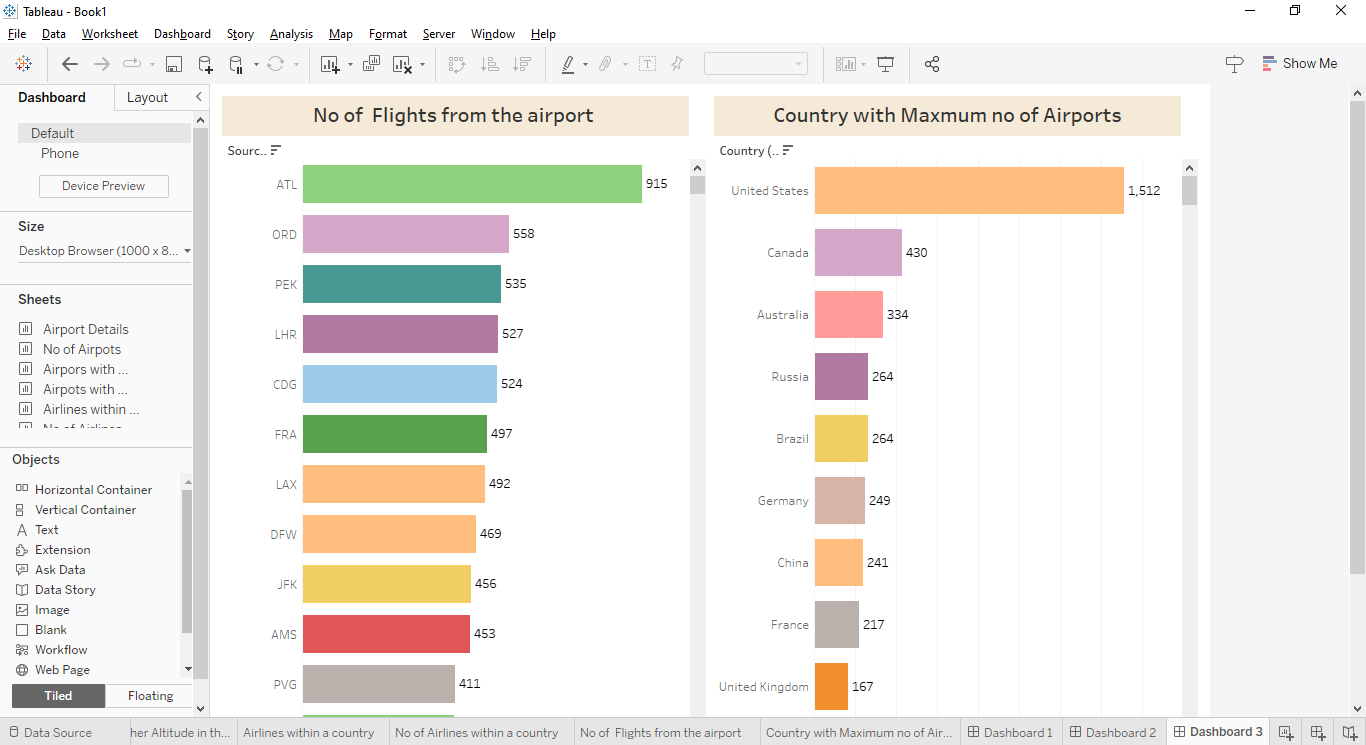 Tableau - Book1
File Data Worksheet Dashboard Story Analysis Map Format Server Window Help
Show Me
Dashboard Layout
Default
Phone
Device Preview
Size
Desktop Browser (1000 x 8...
Sheets
Airport Details
No of Airpots
Airpors with ...
Airpots with ...
Airlines within ...
No of Airlines
Objects
Horizontal Container
Vertical Container
Text
Extension
Ask Data
Data Story
Image
Blank
Workflow
Web Page
Tiled Floating
No of  Flights from the airport
Sourc..
ATL 915
ORD 558
PEK 535
LHR 527
CDG 524
FRA 497
LAX 492
DFW 469
JFK 456
AMS 453
PVG 411
Country with Maxmum no of Airports
Country (..
United States 1,512
Canada 430
Australia 334
Russia 264
Brazil 264
Germany 249
China 241
France 217
United Kingdom 167
Data Source her Altitude in th... Airlines within a country No of Airlines within a country No of  Flights from the airport Country with Maxmum no of Air... Dashboard 1 Dashboard 2 Dashboard 3